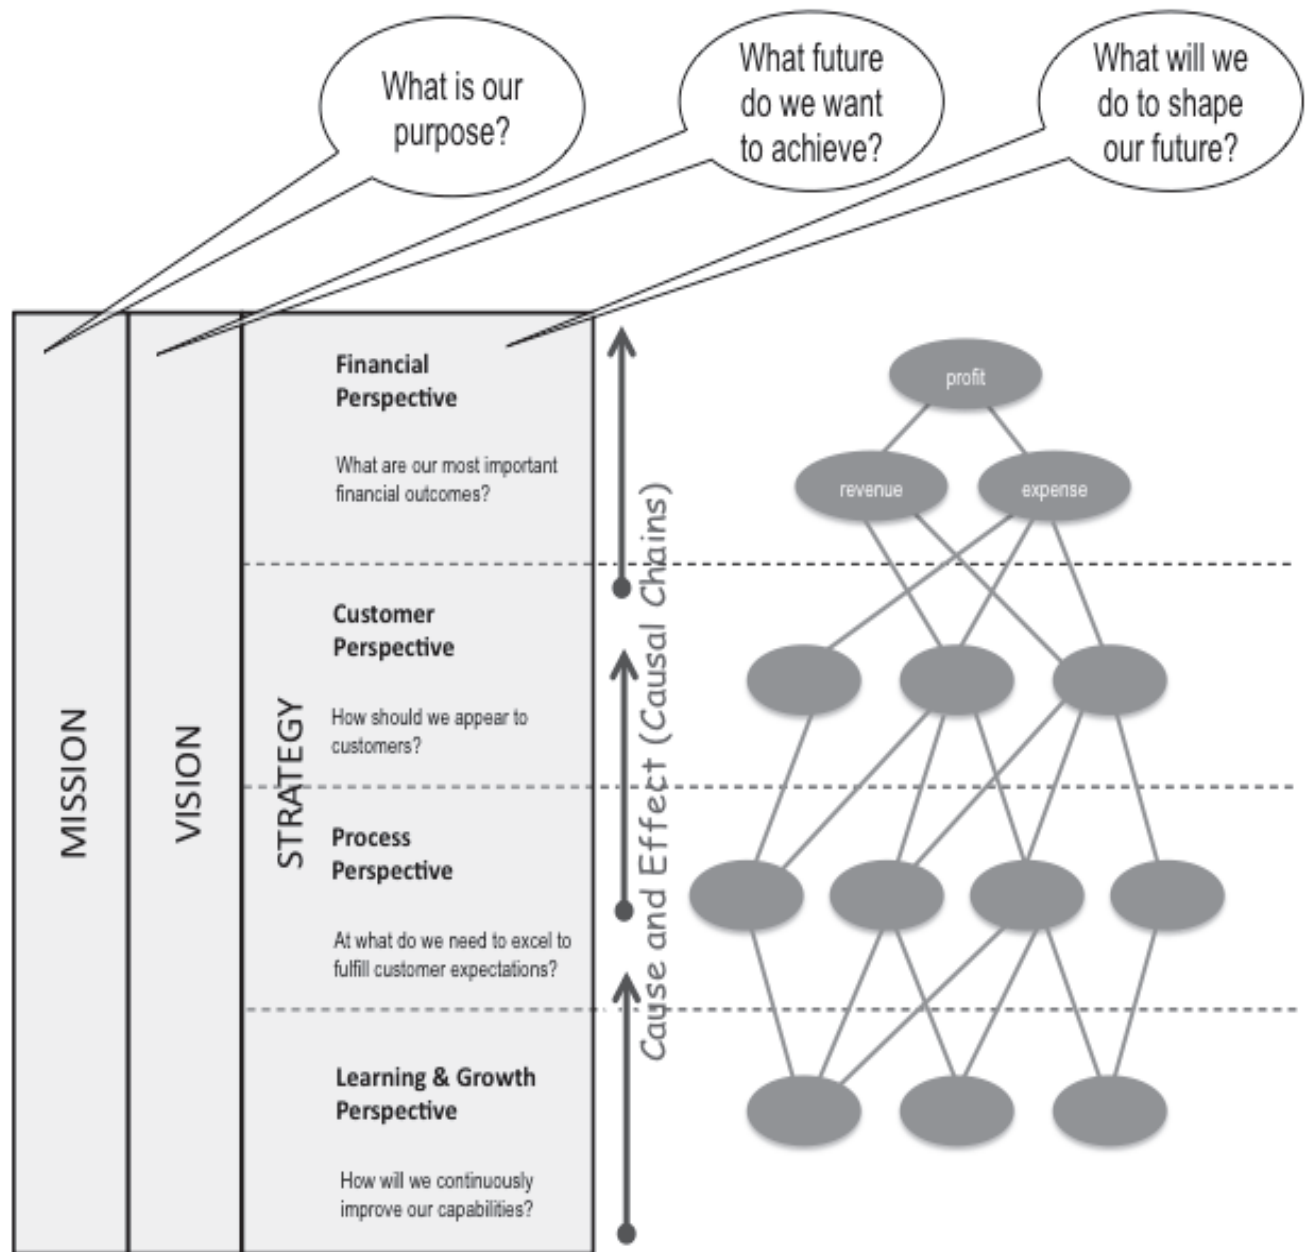 What is our
purpose?
What future
do we want
to achieve?
What will we
do to shape
our future?
MISSION
VISION
STRATEGY
Financial
Perspective
What are our most important
financial outcomes?
Customer
Perspective
How should we appear to
customers?
Process
Perspective
At what do we need to excel to
fulfill customer expectations?
Learning & Growth
Perspective
How will we continuously
improve our capabilities?
Cause and Effect (Causal Chains)
profit
revenue
expense